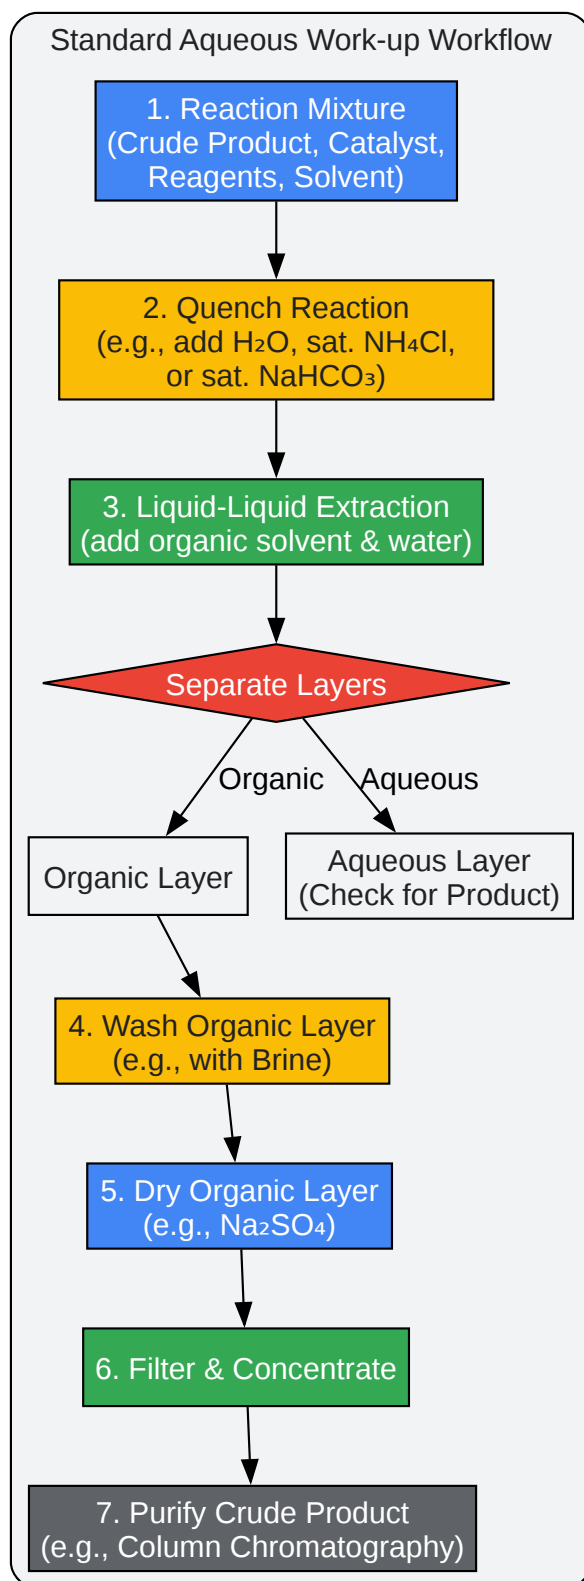 Standard Aqueous Work-up Workflow
1. Reaction Mixture
(Crude Product, Catalyst,
Reagents, Solvent)
2. Quench Reaction
(e.g., add H₂O, sat. NH₄Cl,
or sat. NaHCO₃)
3. Liquid-Liquid Extraction
(add organic solvent & water)
Separate Layers
Organic
Aqueous
Organic Layer
Aqueous Layer
(Check for Product)
4. Wash Organic Layer
(e.g., with Brine)
5. Dry Organic Layer
(e.g., Na₂SO₄)
6. Filter & Concentrate
7. Purify Crude Product
(e.g., Column Chromatography)